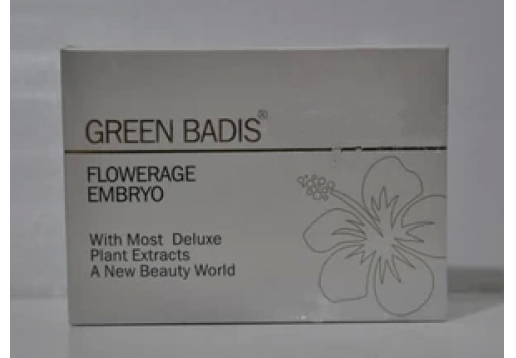 GREEN BADIS®
FLOWERAGE
EMBRYO
With Most Deluxe
Plant Extracts
A New Beauty World